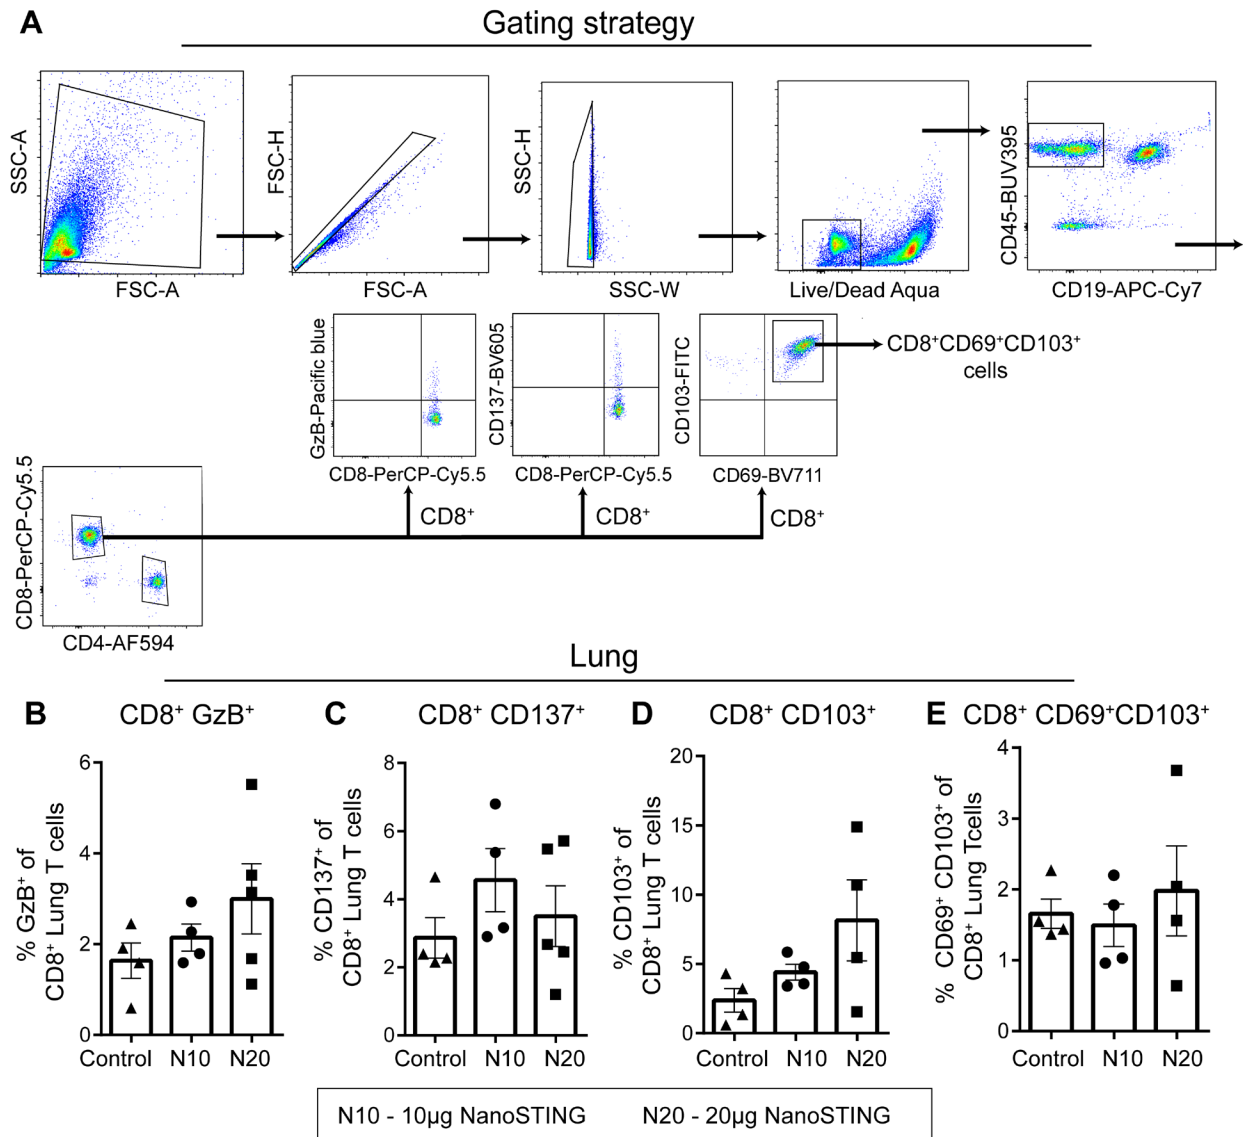 A
Gating strategy
SSC-A
FSC-A
FSC-H
FSC-A
SSC-H
SSC-W
Live/Dead Aqua
CD45-BUV395
CD19-APC-Cy7
GzB-Pacific blue
CD8-PerCP-Cy5.5
CD137-BV605
CD8-PerCP-Cy5.5
CD103-FITC
CD69-BV711
CD8⁺CD69⁺CD103⁺
cells
CD8-PerCP-Cy5.5
CD4-AF594
CD8⁺
CD8⁺
CD8⁺
Lung
B
CD8⁺ GzB⁺
% GzB⁺ of
CD8⁺ Lung T cells
6
4
2
0
Control N10 N20
C
CD8⁺ CD137⁺
% CD137⁺ of
CD8⁺ Lung T cells
8
6
4
2
0
Control N10 N20
D
CD8⁺ CD103⁺
% CD103⁺ of
CD8⁺ Lung T cells
20
15
10
5
0
Control N10 N20
E
CD8⁺ CD69⁺CD103⁺
% CD69⁺ CD103⁺ of
CD8⁺ Lung Tcells
4
3
2
1
0
Control N10 N20
N10 - 10µg NanoSTING N20 - 20µg NanoSTING